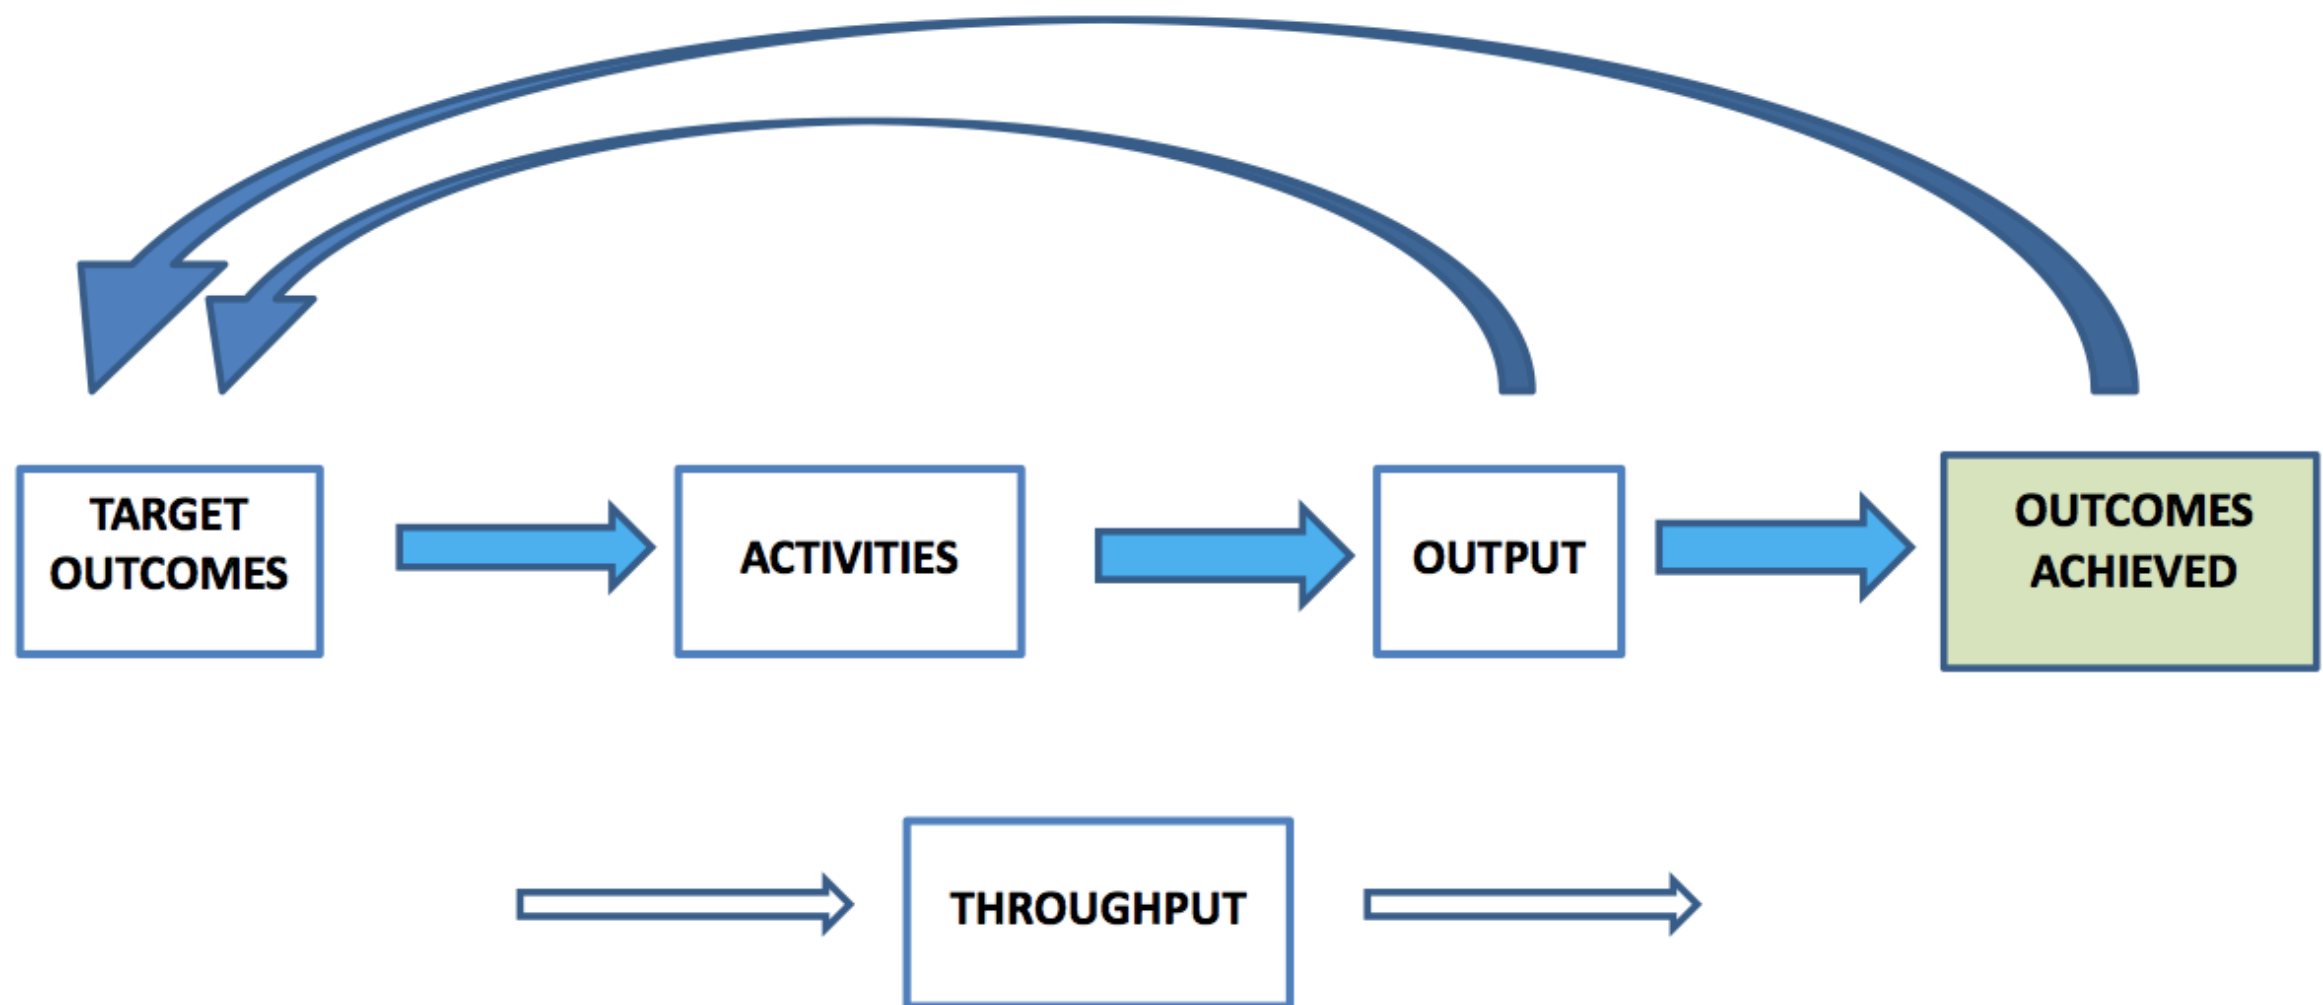 TARGET
OUTCOMES
ACTIVITIES
OUTPUT
OUTCOMES
ACHIEVED
THROUGHPUT